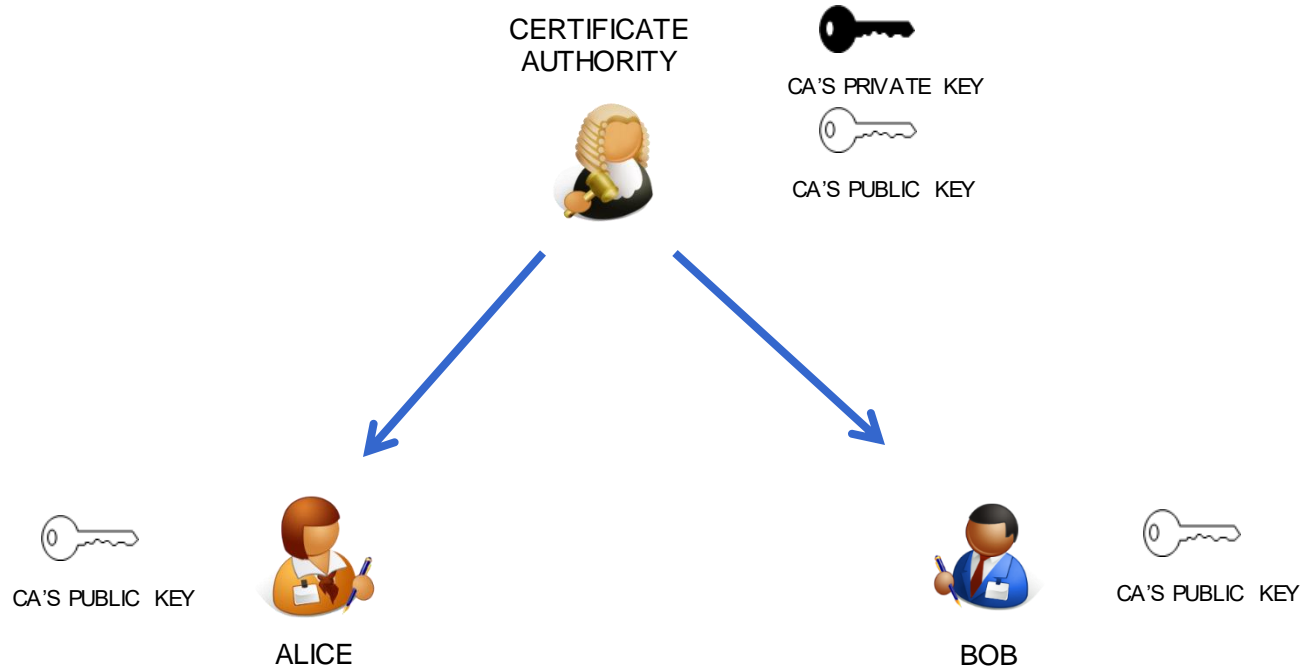 CERTIFICATE
AUTHORITY
CA'S PRIVATE KEY
CA'S PUBLIC KEY
CA'S PUBLIC KEY
CA'S PUBLIC KEY
ALICE
BOB